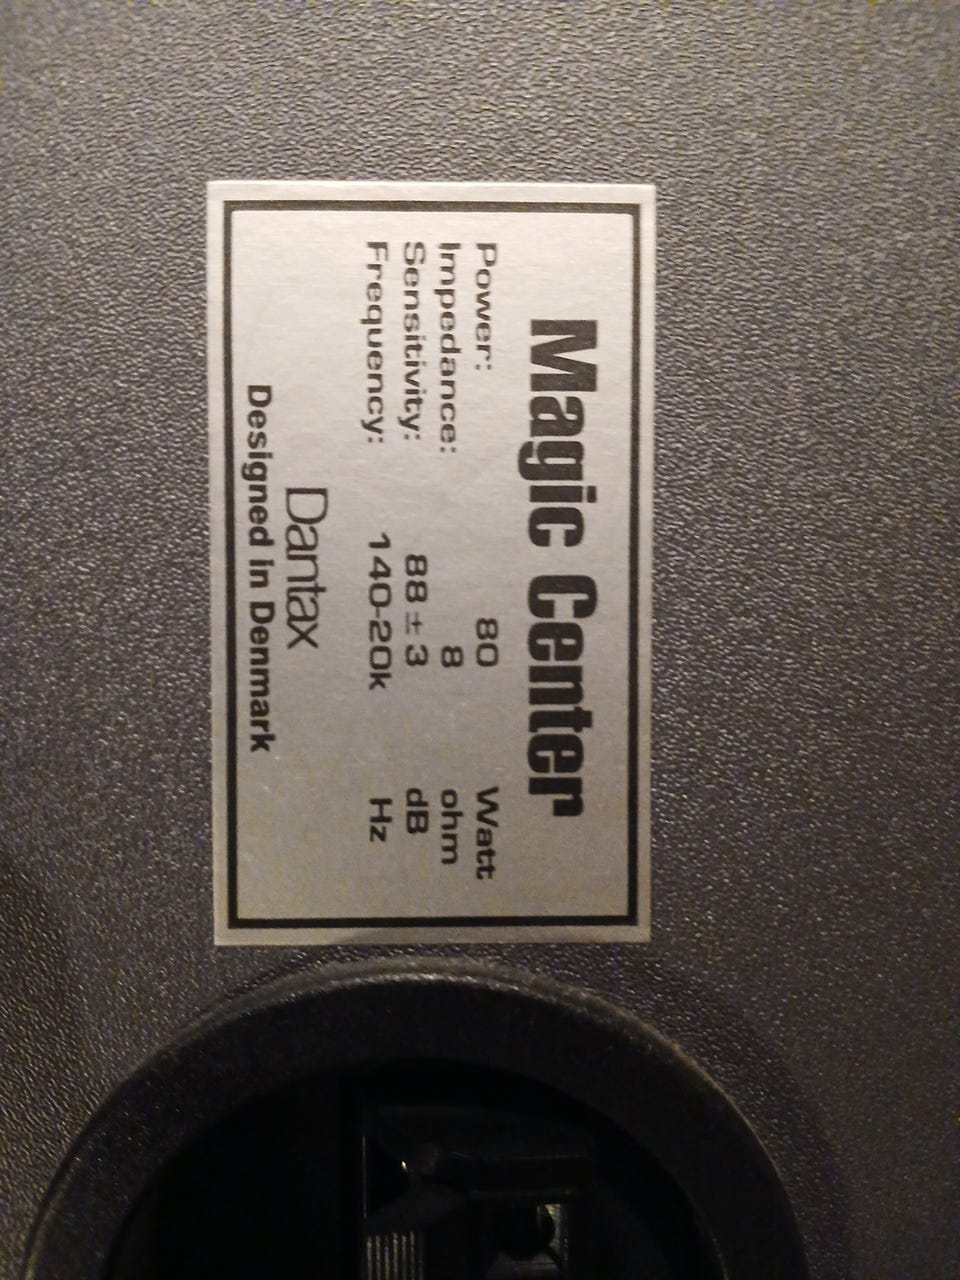 Magic Center
Power: 80 Watt
Impedance: 8 ohm
Sensitivity: 88 ± 3 dB
Frequency: 140-20k Hz
Dantax
Designed in Denmark